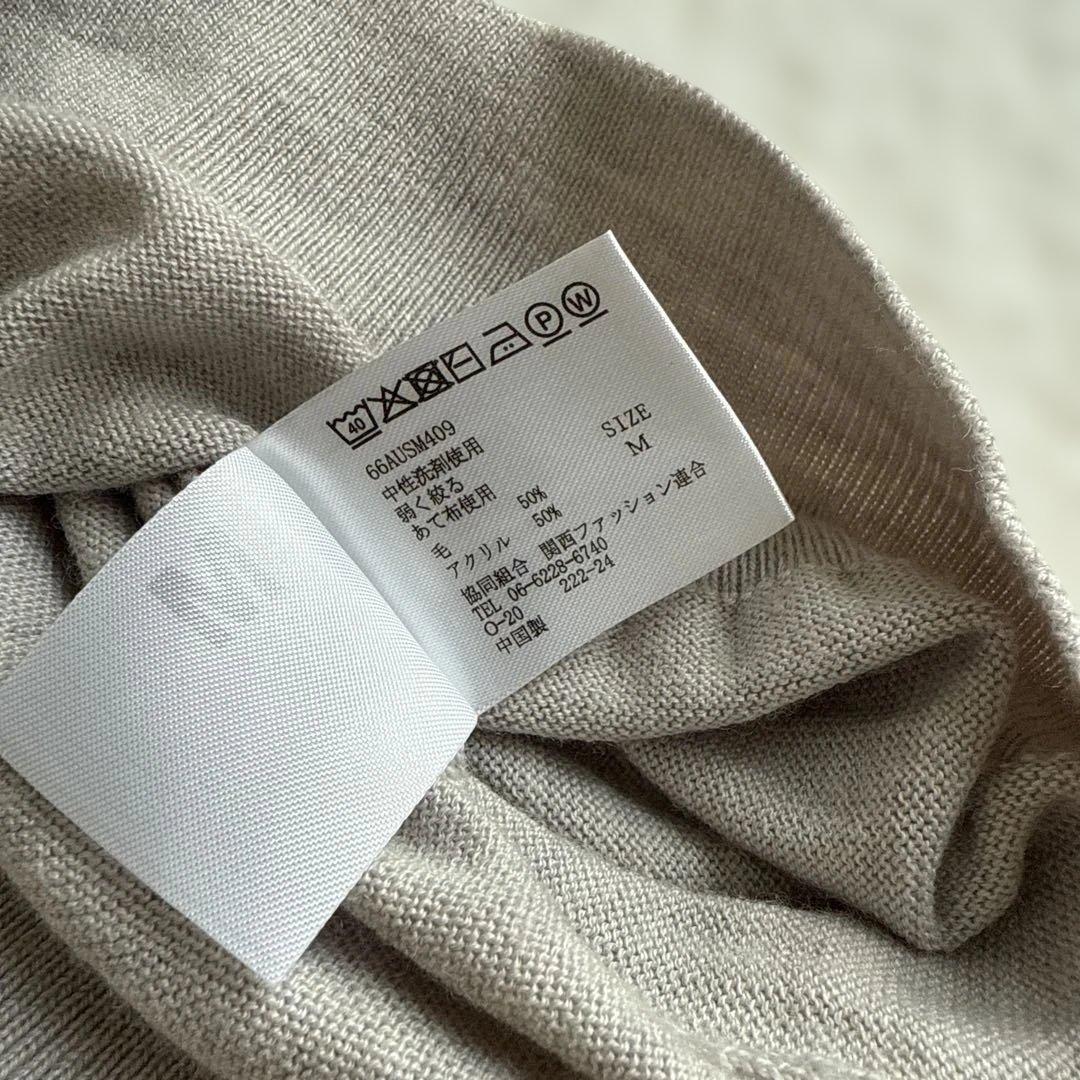 40 P W
66AUSM409
中性洗剤使用
弱く絞る
あて布使用
SIZE
M
毛 50%
アクリル 50%
協同組合 関西ファッション連合
TEL 06-6228-6740
O-20 222-24
中国製